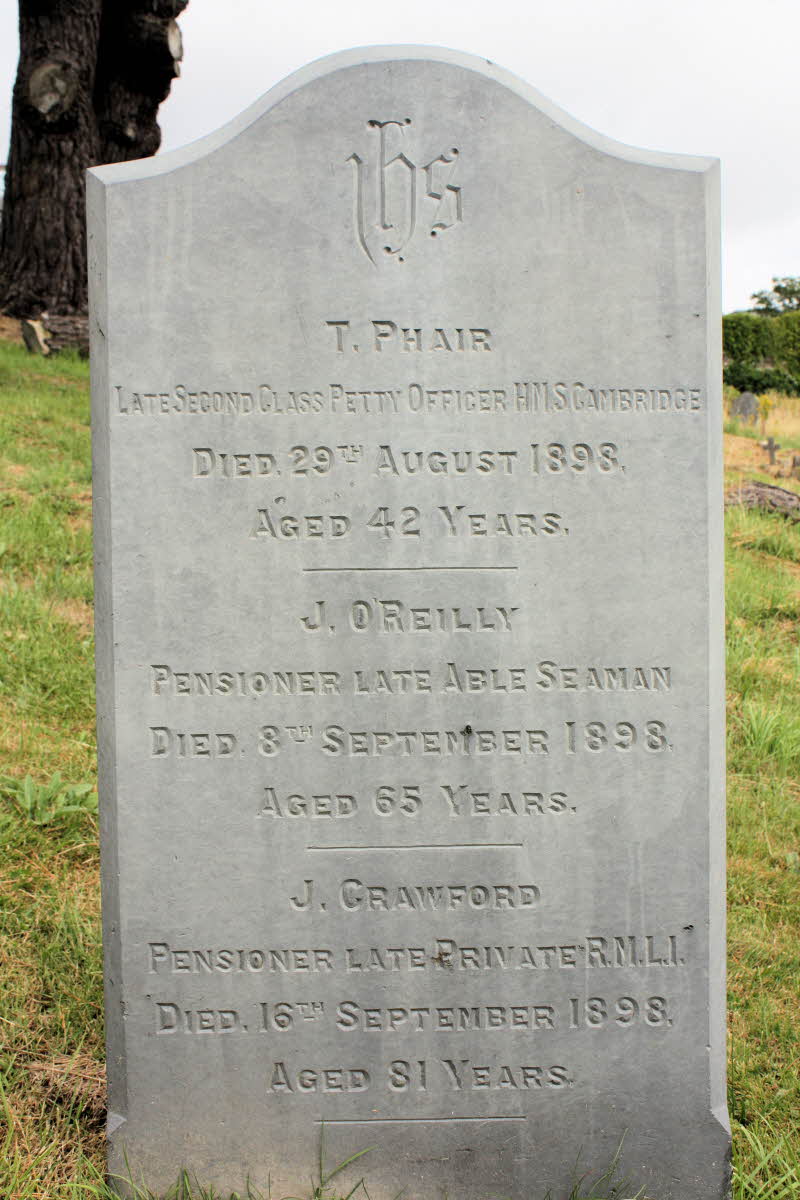 ihs
T. PHAIR
LATE SECOND CLASS PETTY OFFICER H.M.S. CAMBRIDGE
DIED. 29TH AUGUST 1898.
AGED 42 YEARS.
J. O'REILLY
PENSIONER LATE ABLE SEAMAN
DIED. 8TH SEPTEMBER 1898.
AGED 65 YEARS.
J. CRAWFORD
PENSIONER LATE PRIVATE R.M.L.I.
DIED. 16TH SEPTEMBER 1898.
AGED 81 YEARS.